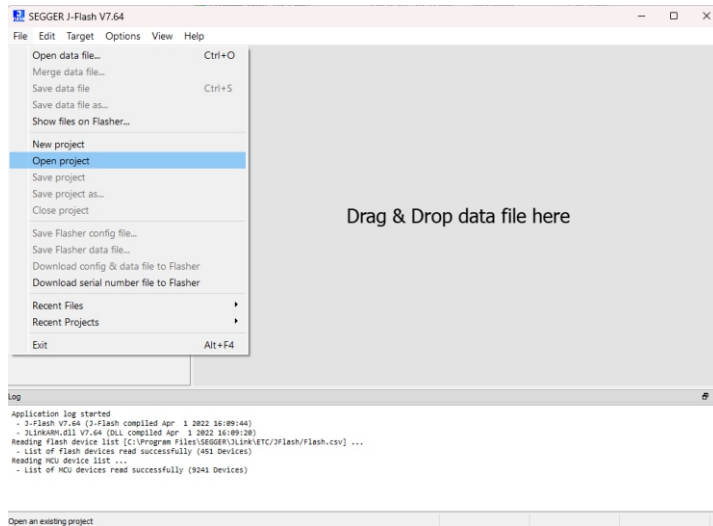 SEGGER J-Flash V7.64
File Edit Target Options View Help
Open data file... Ctrl+O
Merge data file...
Save data file Ctrl+S
Save data file as...
Show files on Flasher...
New project
Open project
Save project
Save project as...
Close project
Save Flasher config file...
Save Flasher data file...
Download config & data file to Flasher
Download serial number file to Flasher
Recent Files
Recent Projects
Exit Alt+F4
Drag & Drop data file here
Log
Application log started
- J-Flash V7.64 (J-Flash compiled Apr 1 2022 16:09:44)
- JLinkARM.dll V7.64 (DLL compiled Apr 1 2022 16:09:20)
Reading flash device list [C:\Program Files\SEGGER\JLink\ETC/JFlash/Flash.csv] ...
- List of flash devices read successfully (451 Devices)
Reading MCU device list ...
- List of MCU devices read successfully (9241 Devices)
Open an existing project